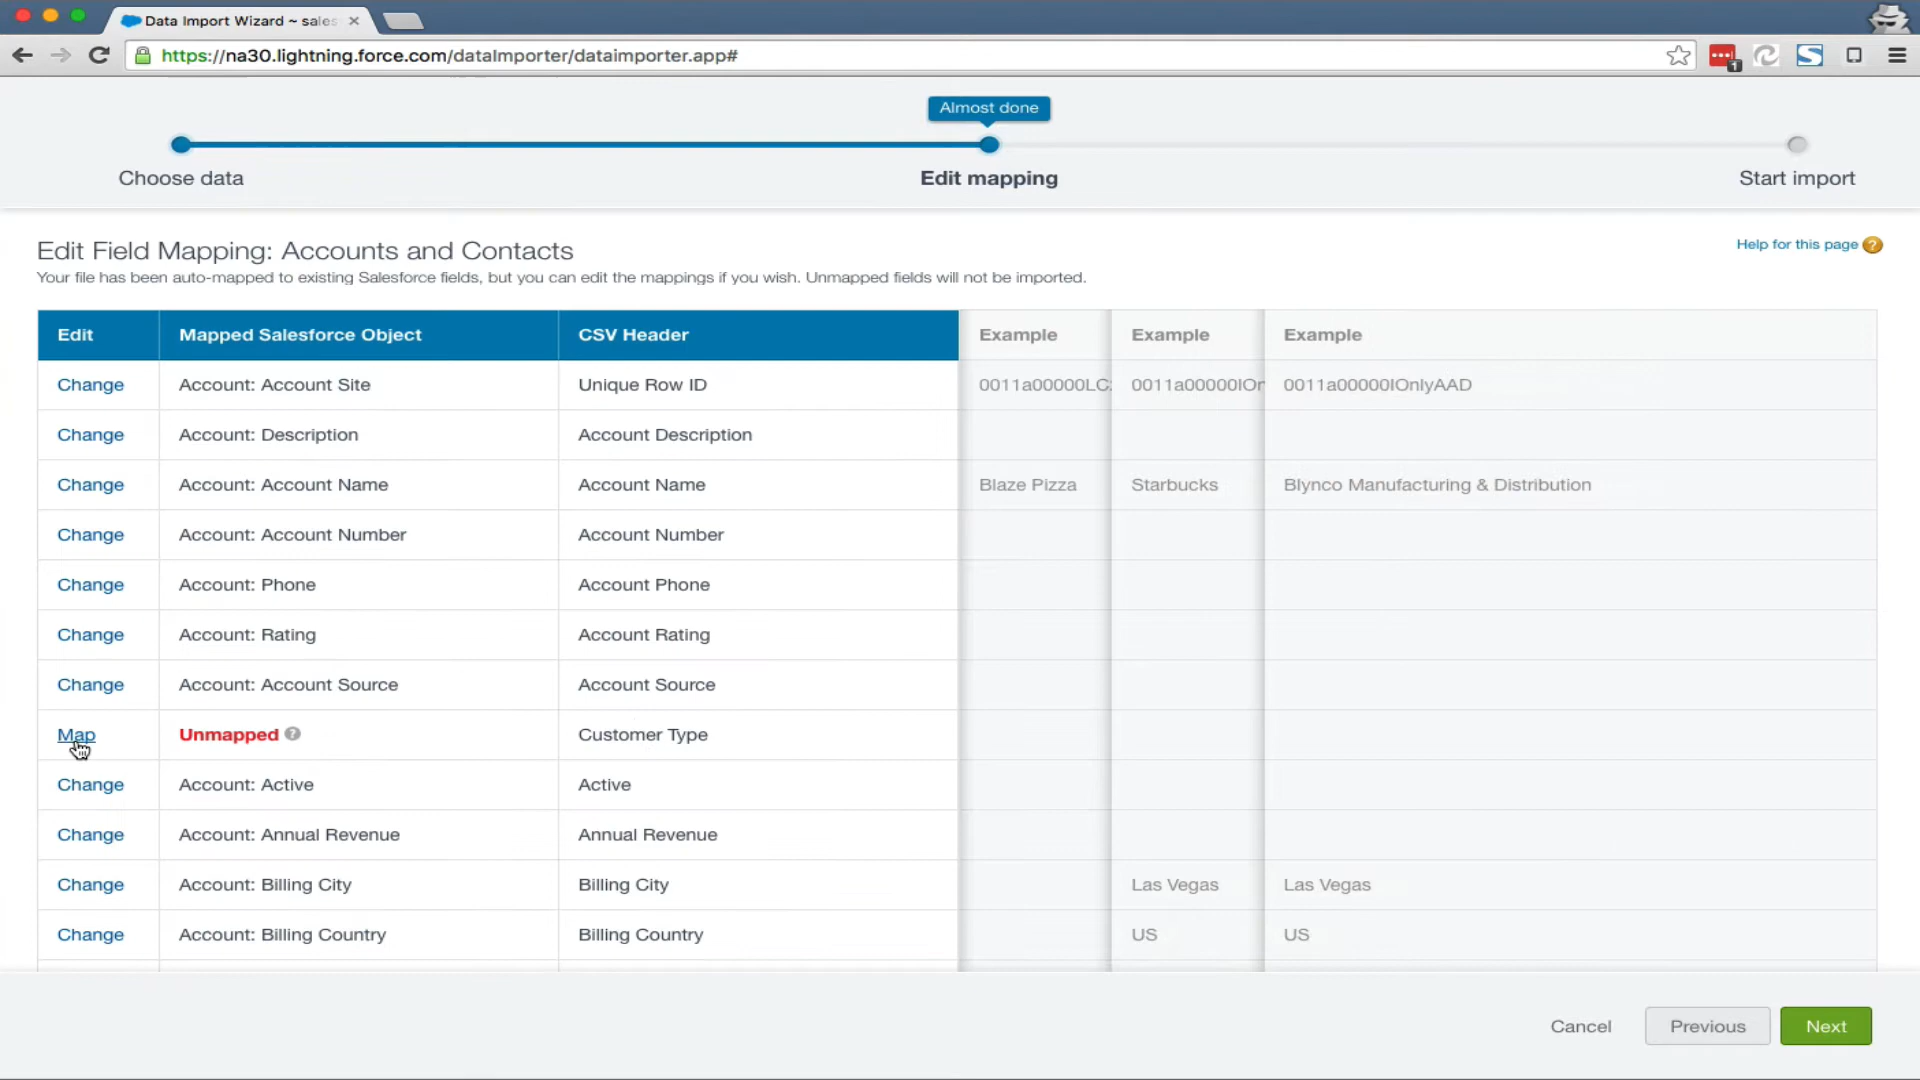 Data Import Wizard ~ sales
https://na30.lightning.force.com/dataImporter/dataimporter.app#
1
Almost done
Choose data
Edit mapping
Start import
Edit Field Mapping: Accounts and Contacts
Help for this page ?
Your file has been auto-mapped to existing Salesforce fields, but you can edit the mappings if you wish. Unmapped fields will not be imported.
Edit Mapped Salesforce Object CSV Header Example Example Example
Change Account: Account Site Unique Row ID 0011a00000LC 0011a00000IOn 0011a00000IOnlyAAD
Change Account: Description Account Description
Change Account: Account Name Account Name Blaze Pizza Starbucks Blynco Manufacturing & Distribution
Change Account: Account Number Account Number
Change Account: Phone Account Phone
Change Account: Rating Account Rating
Change Account: Account Source Account Source
Map Unmapped ? Customer Type
Change Account: Active Active
Change Account: Annual Revenue Annual Revenue
Change Account: Billing City Billing City Las Vegas Las Vegas
Change Account: Billing Country Billing Country US US
Cancel Previous Next